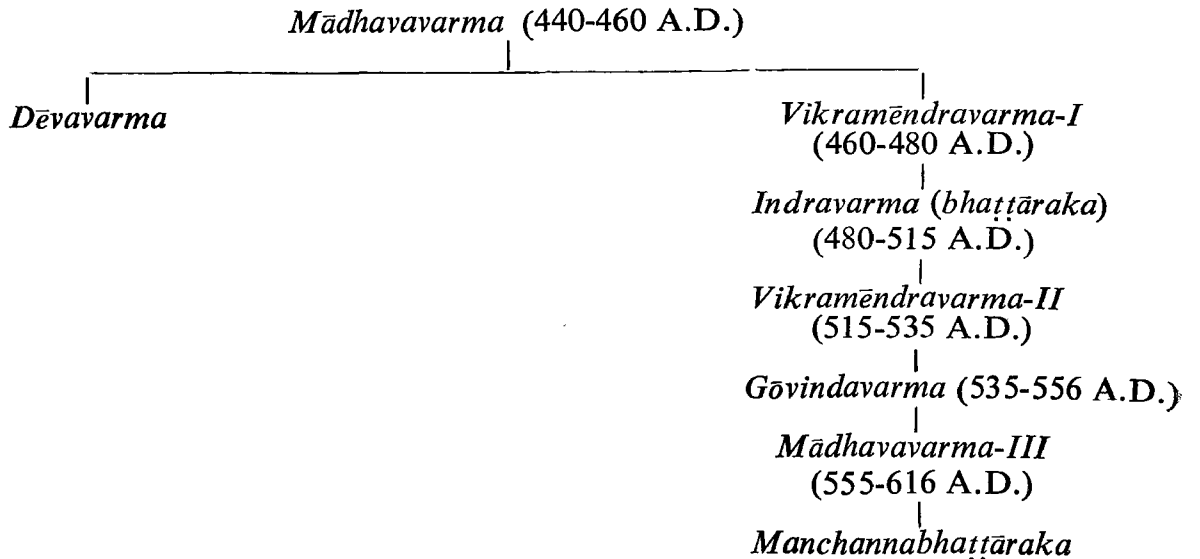 Mādhavavarma (440-460 A.D.)
Dēvavarma
Vikramēndravarma-I
(460-480 A.D.)
Indravarma (bhaṭṭāraka)
(480-515 A.D.)
Vikramēndravarma-II
(515-535 A.D.)
Gōvindavarma (535-556 A.D.)
Mādhavavarma-III
(555-616 A.D.)
Manchannabhaṭṭāraka